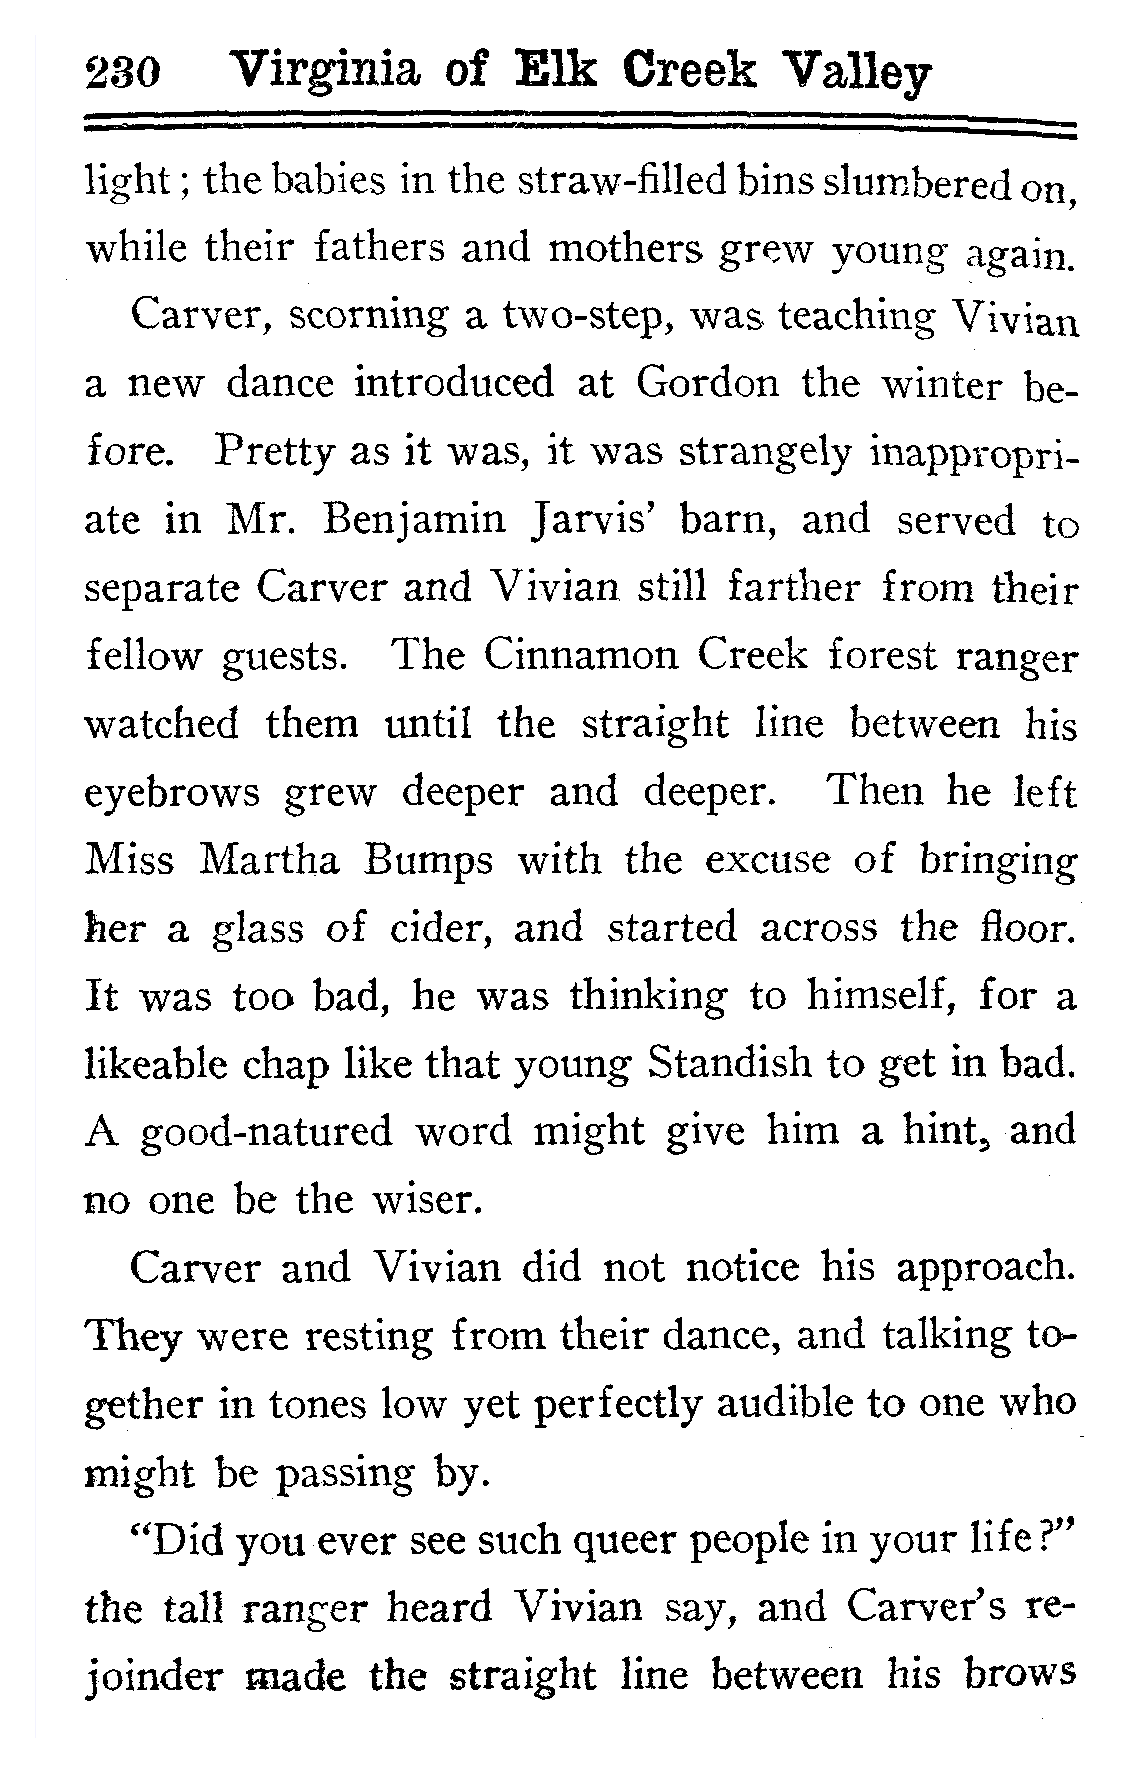 230 Virginia of Elk Creek Valley
light; the babies in the straw-filled bins slumbered on,
while their fathers and mothers grew young again.
Carver, scorning a two-step, was teaching Vivian
a new dance introduced at Gordon the winter be-
fore. Pretty as it was, it was strangely inappropri-
ate in Mr. Benjamin Jarvis' barn, and served to
separate Carver and Vivian still farther from their
fellow guests. The Cinnamon Creek forest ranger
watched them until the straight line between his
eyebrows grew deeper and deeper. Then he left
Miss Martha Bumps with the excuse of bringing
her a glass of cider, and started across the floor.
It was too bad, he was thinking to himself, for a
likeable chap like that young Standish to get in bad.
A good-natured word might give him a hint, and
no one be the wiser.
Carver and Vivian did not notice his approach.
They were resting from their dance, and talking to-
gether in tones low yet perfectly audible to one who
might be passing by.
"Did you ever see such queer people in your life?"
the tall ranger heard Vivian say, and Carver's re-
joinder made the straight line between his brows